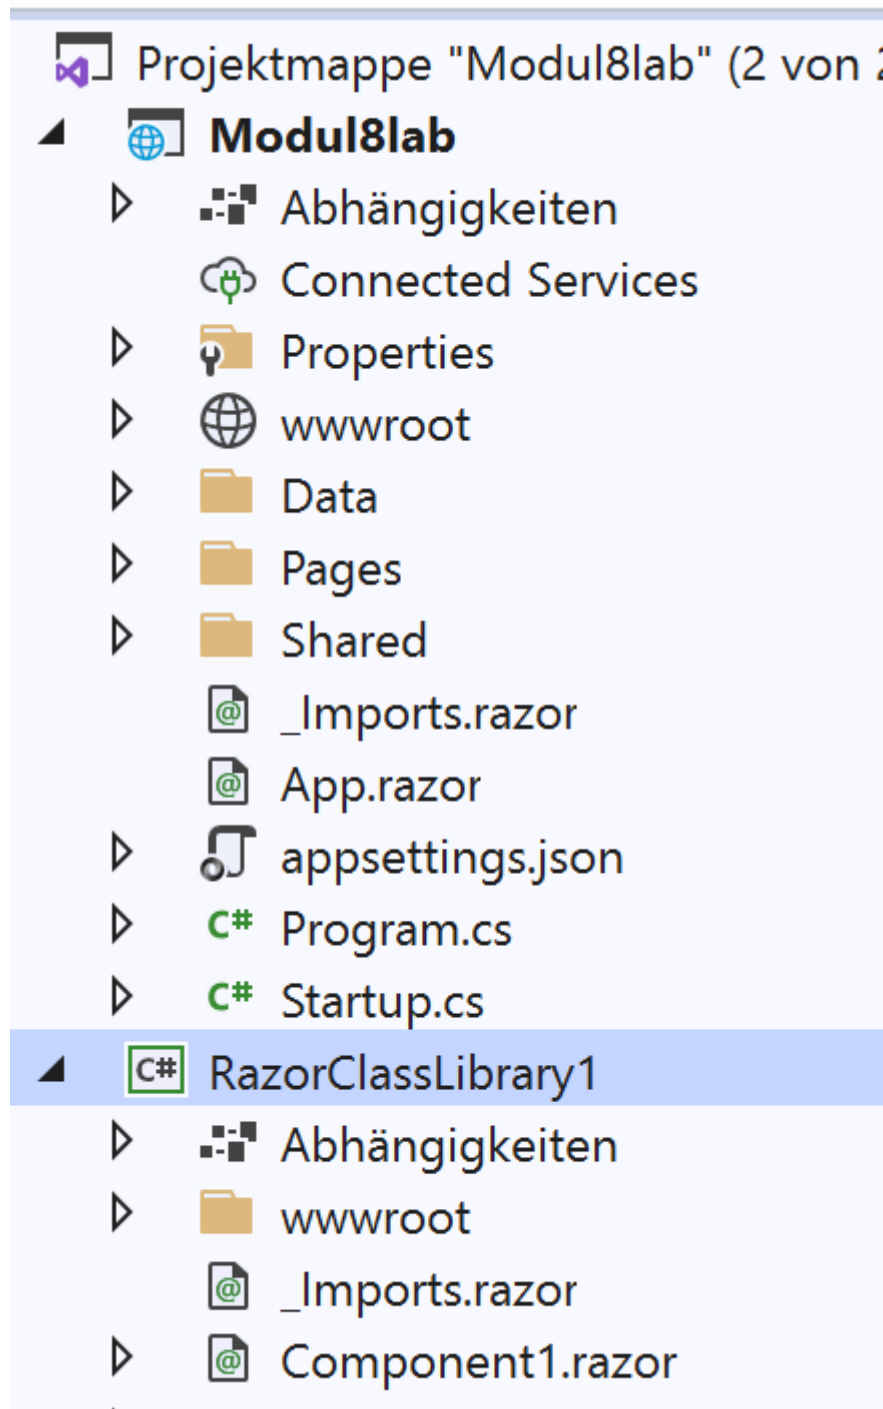 Projektmappe "Modul8lab" (2 von
Modul8lab
Abhängigkeiten
Connected Services
Properties
wwwroot
Data
Pages
Shared
_Imports.razor
App.razor
appsettings.json
C# Program.cs
C# Startup.cs
C# RazorClassLibrary1
Abhängigkeiten
wwwroot
_Imports.razor
Component1.razor